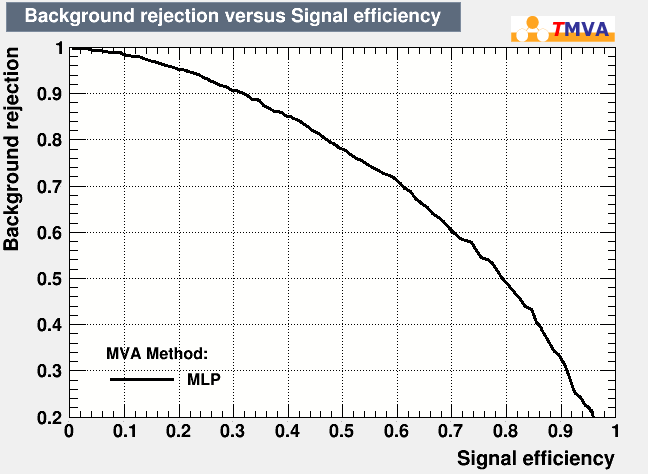 Background rejection versus Signal efficiency
TMVA
Background rejection
1
0.9
0.8
0.7
0.6
0.5
0.4
0.3
0.2
MVA Method:
MLP
0 0.1 0.2 0.3 0.4 0.5 0.6 0.7 0.8 0.9 1
Signal efficiency